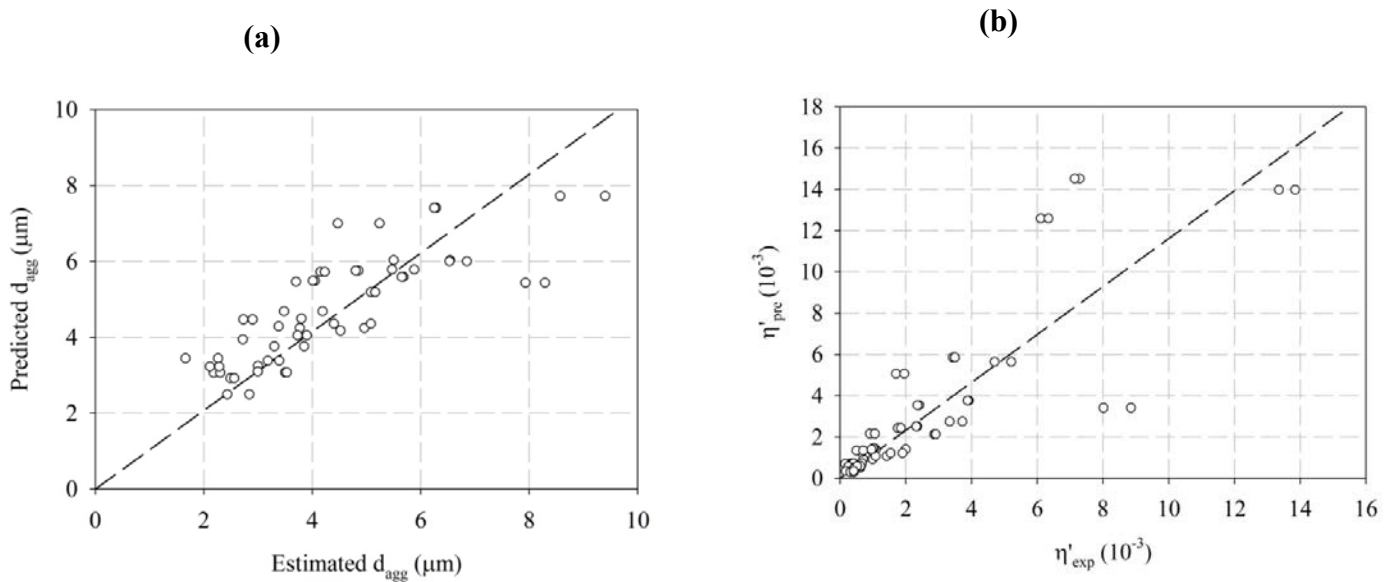 (a)
10
8
6
4
2
0
0 2 4 6 8 10
Predicted d_agg (μm)
Estimated d_agg (μm)
(b)
18
16
14
12
10
8
6
4
2
0
0 2 4 6 8 10 12 14 16
η'_pre (10^-3)
η'_exp (10^-3)